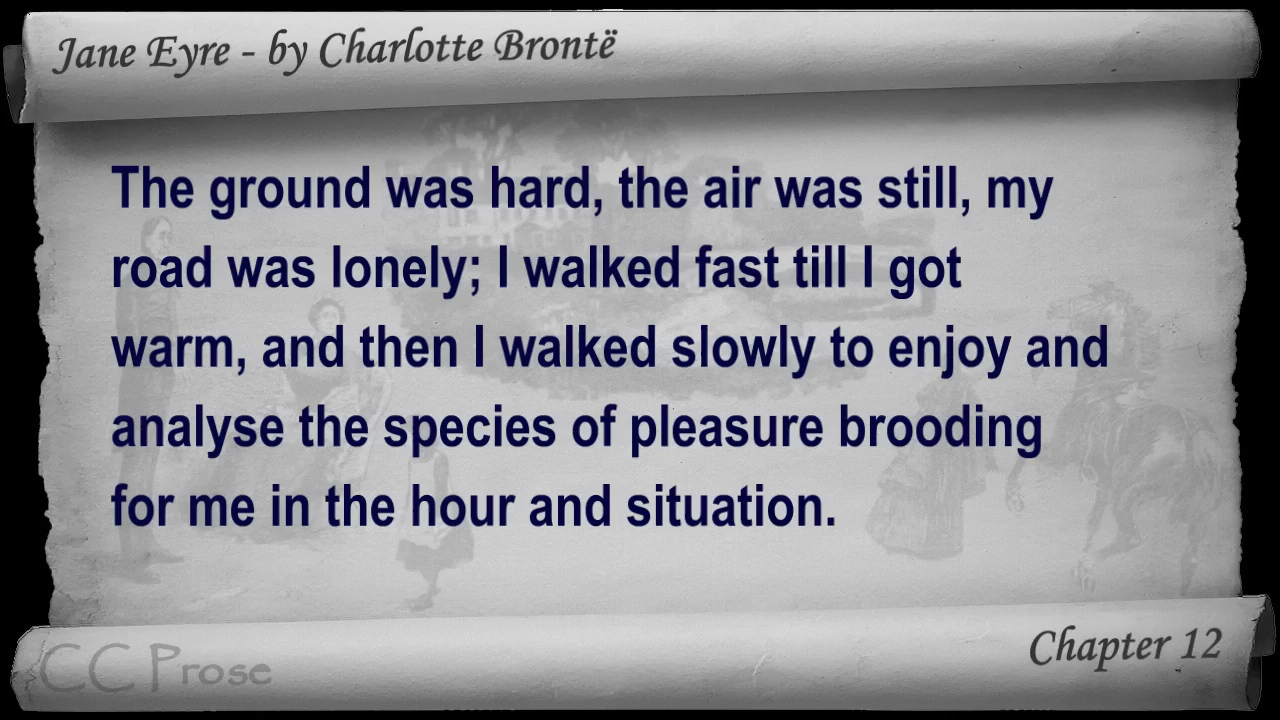 Jane Eyre - by Charlotte Brontë
The ground was hard, the air was still, my
road was lonely; I walked fast till I got
warm, and then I walked slowly to enjoy and
analyse the species of pleasure brooding
for me in the hour and situation.
Chapter 12
CC Prose